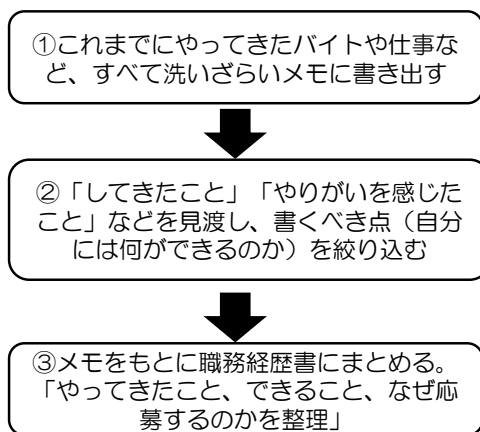 ①これまでにやってきたバイトや仕事な
ど、すべて洗いざらいメモに書き出す
②「してきたこと」「やりがいを感じた
こと」などを見渡し、書くべき点（自分
には何ができるのか）を絞り込む
③メモをもとに職務経歴書にまとめる。
「やってきたこと、できること、なぜ応
募するのかを整理」